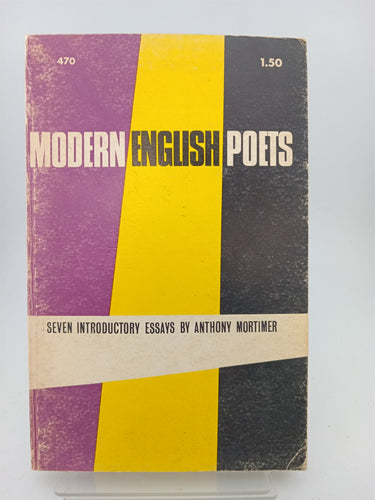 470 1.50
MODERN ENGLISH POETS
SEVEN INTRODUCTORY ESSAYS BY ANTHONY MORTIMER